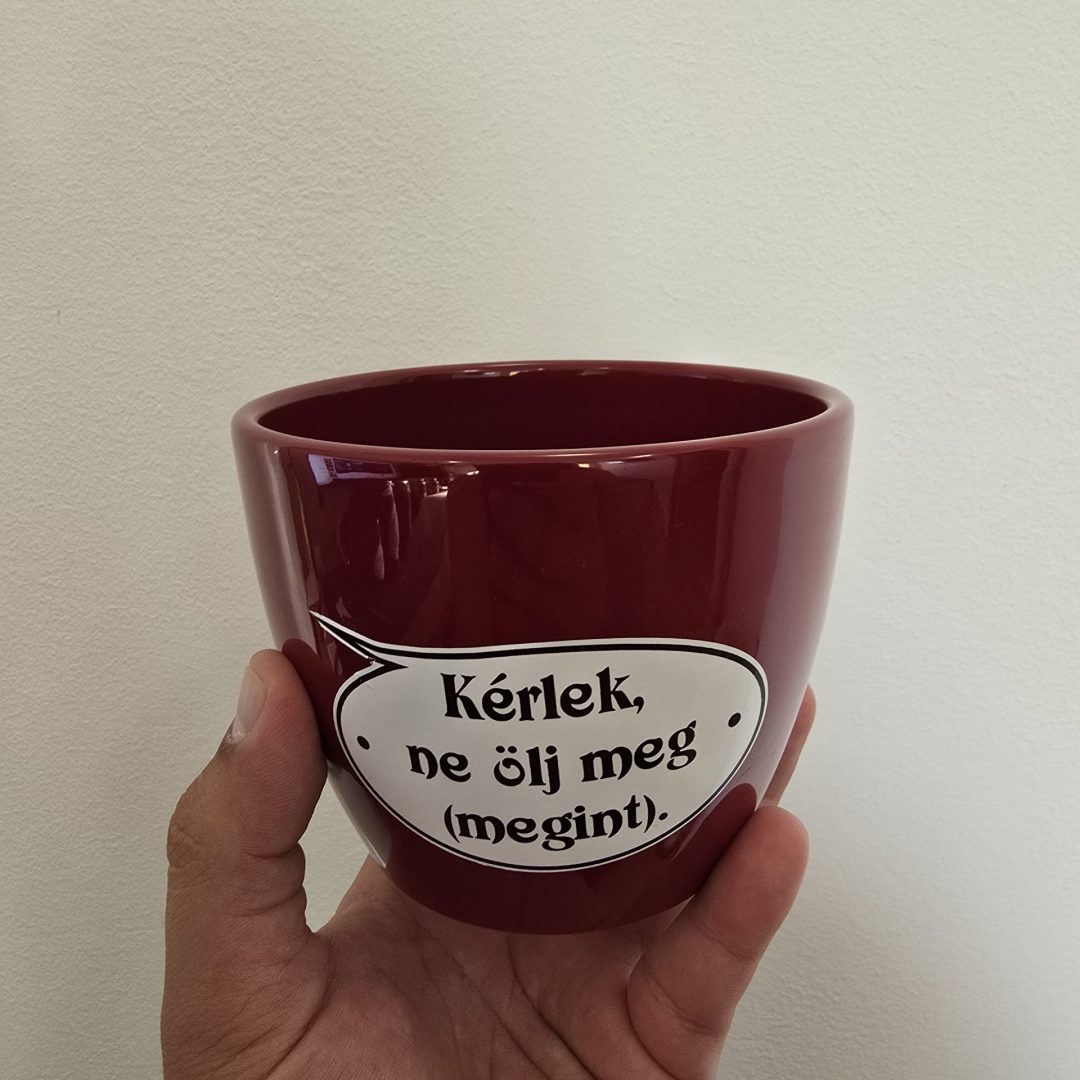 Kérlek,
ne ölj meg
(megint).